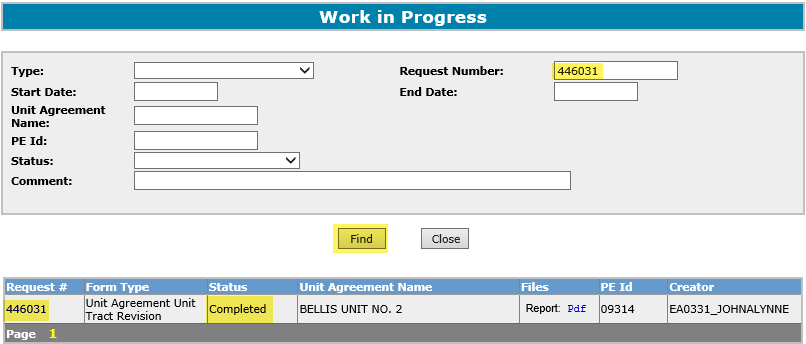 Work in Progress
Type: Request Number: 446031
Start Date: End Date:
Unit Agreement
Name:
PE Id:
Status:
Comment:
Find Close
Request # Form Type Status Unit Agreement Name Files PE Id Creator
446031 Unit Agreement Unit Completed BELLIS UNIT NO. 2 Report: Pdf 09314 EA0331_JOHNALYNNE
Tract Revision
Page 1